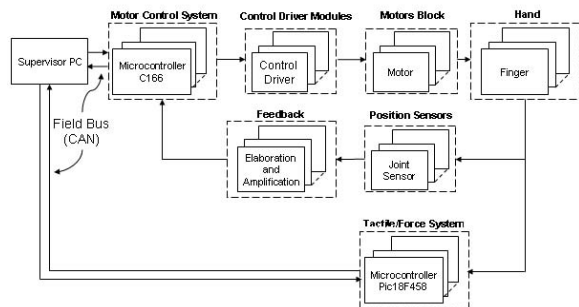 Motor Control System
Control Driver Modules
Motors Block
Hand
Supervisor PC
Microcontroller
C166
Control
Driver
Motor
Finger
Field Bus
(CAN)
Feedback
Position Sensors
Elaboration
and
Amplification
Joint
Sensor
Tactile/Force System
Microcontroller
Pic18F458